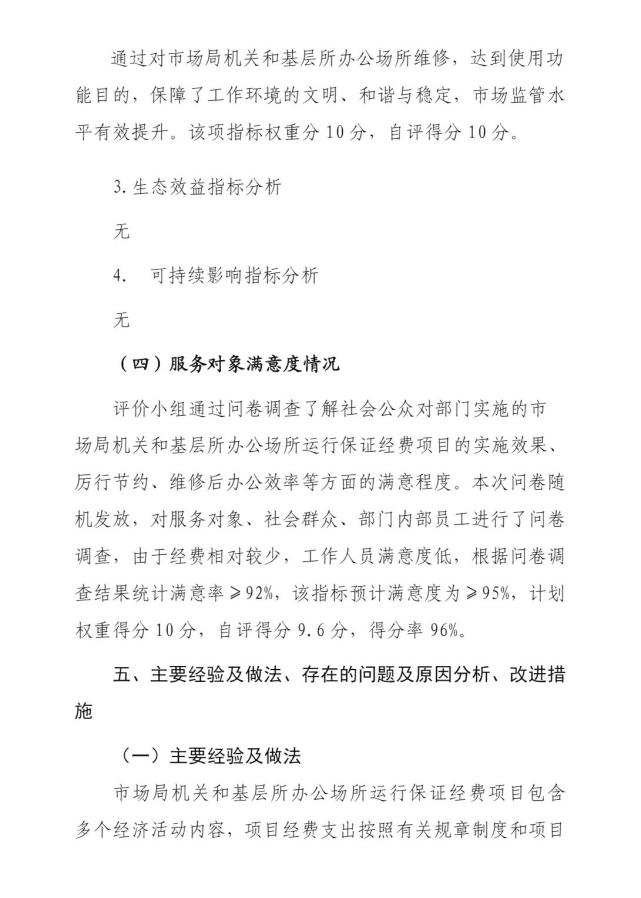 通过对市场局机关和基层所办公场所维修，达到使用功
能目的，保障了工作环境的文明、和谐与稳定，市场监管水
平有效提升。该项指标权重分 10 分，自评得分 10 分。
3.生态效益指标分析
无
4. 可持续影响指标分析
无
（四）服务对象满意度情况
评价小组通过问卷调查了解社会公众对部门实施的市
场局机关和基层所办公场所运行保证经费项目的实施效果、
厉行节约、维修后办公效率等方面的满意程度。本次问卷随
机发放，对服务对象、社会群众、部门内部员工进行了问卷
调查，由于经费相对较少，工作人员满意度低，根据问卷调
查结果统计满意率≥92%，该指标预计满意度为≥95%，计划
权重得分 10 分，自评得分 9.6 分，得分率 96%。
五、主要经验及做法、存在的问题及原因分析、改进措
施
（一）主要经验及做法
市场局机关和基层所办公场所运行保证经费项目包含
多个经济活动内容，项目经费支出按照有关规章制度和项目